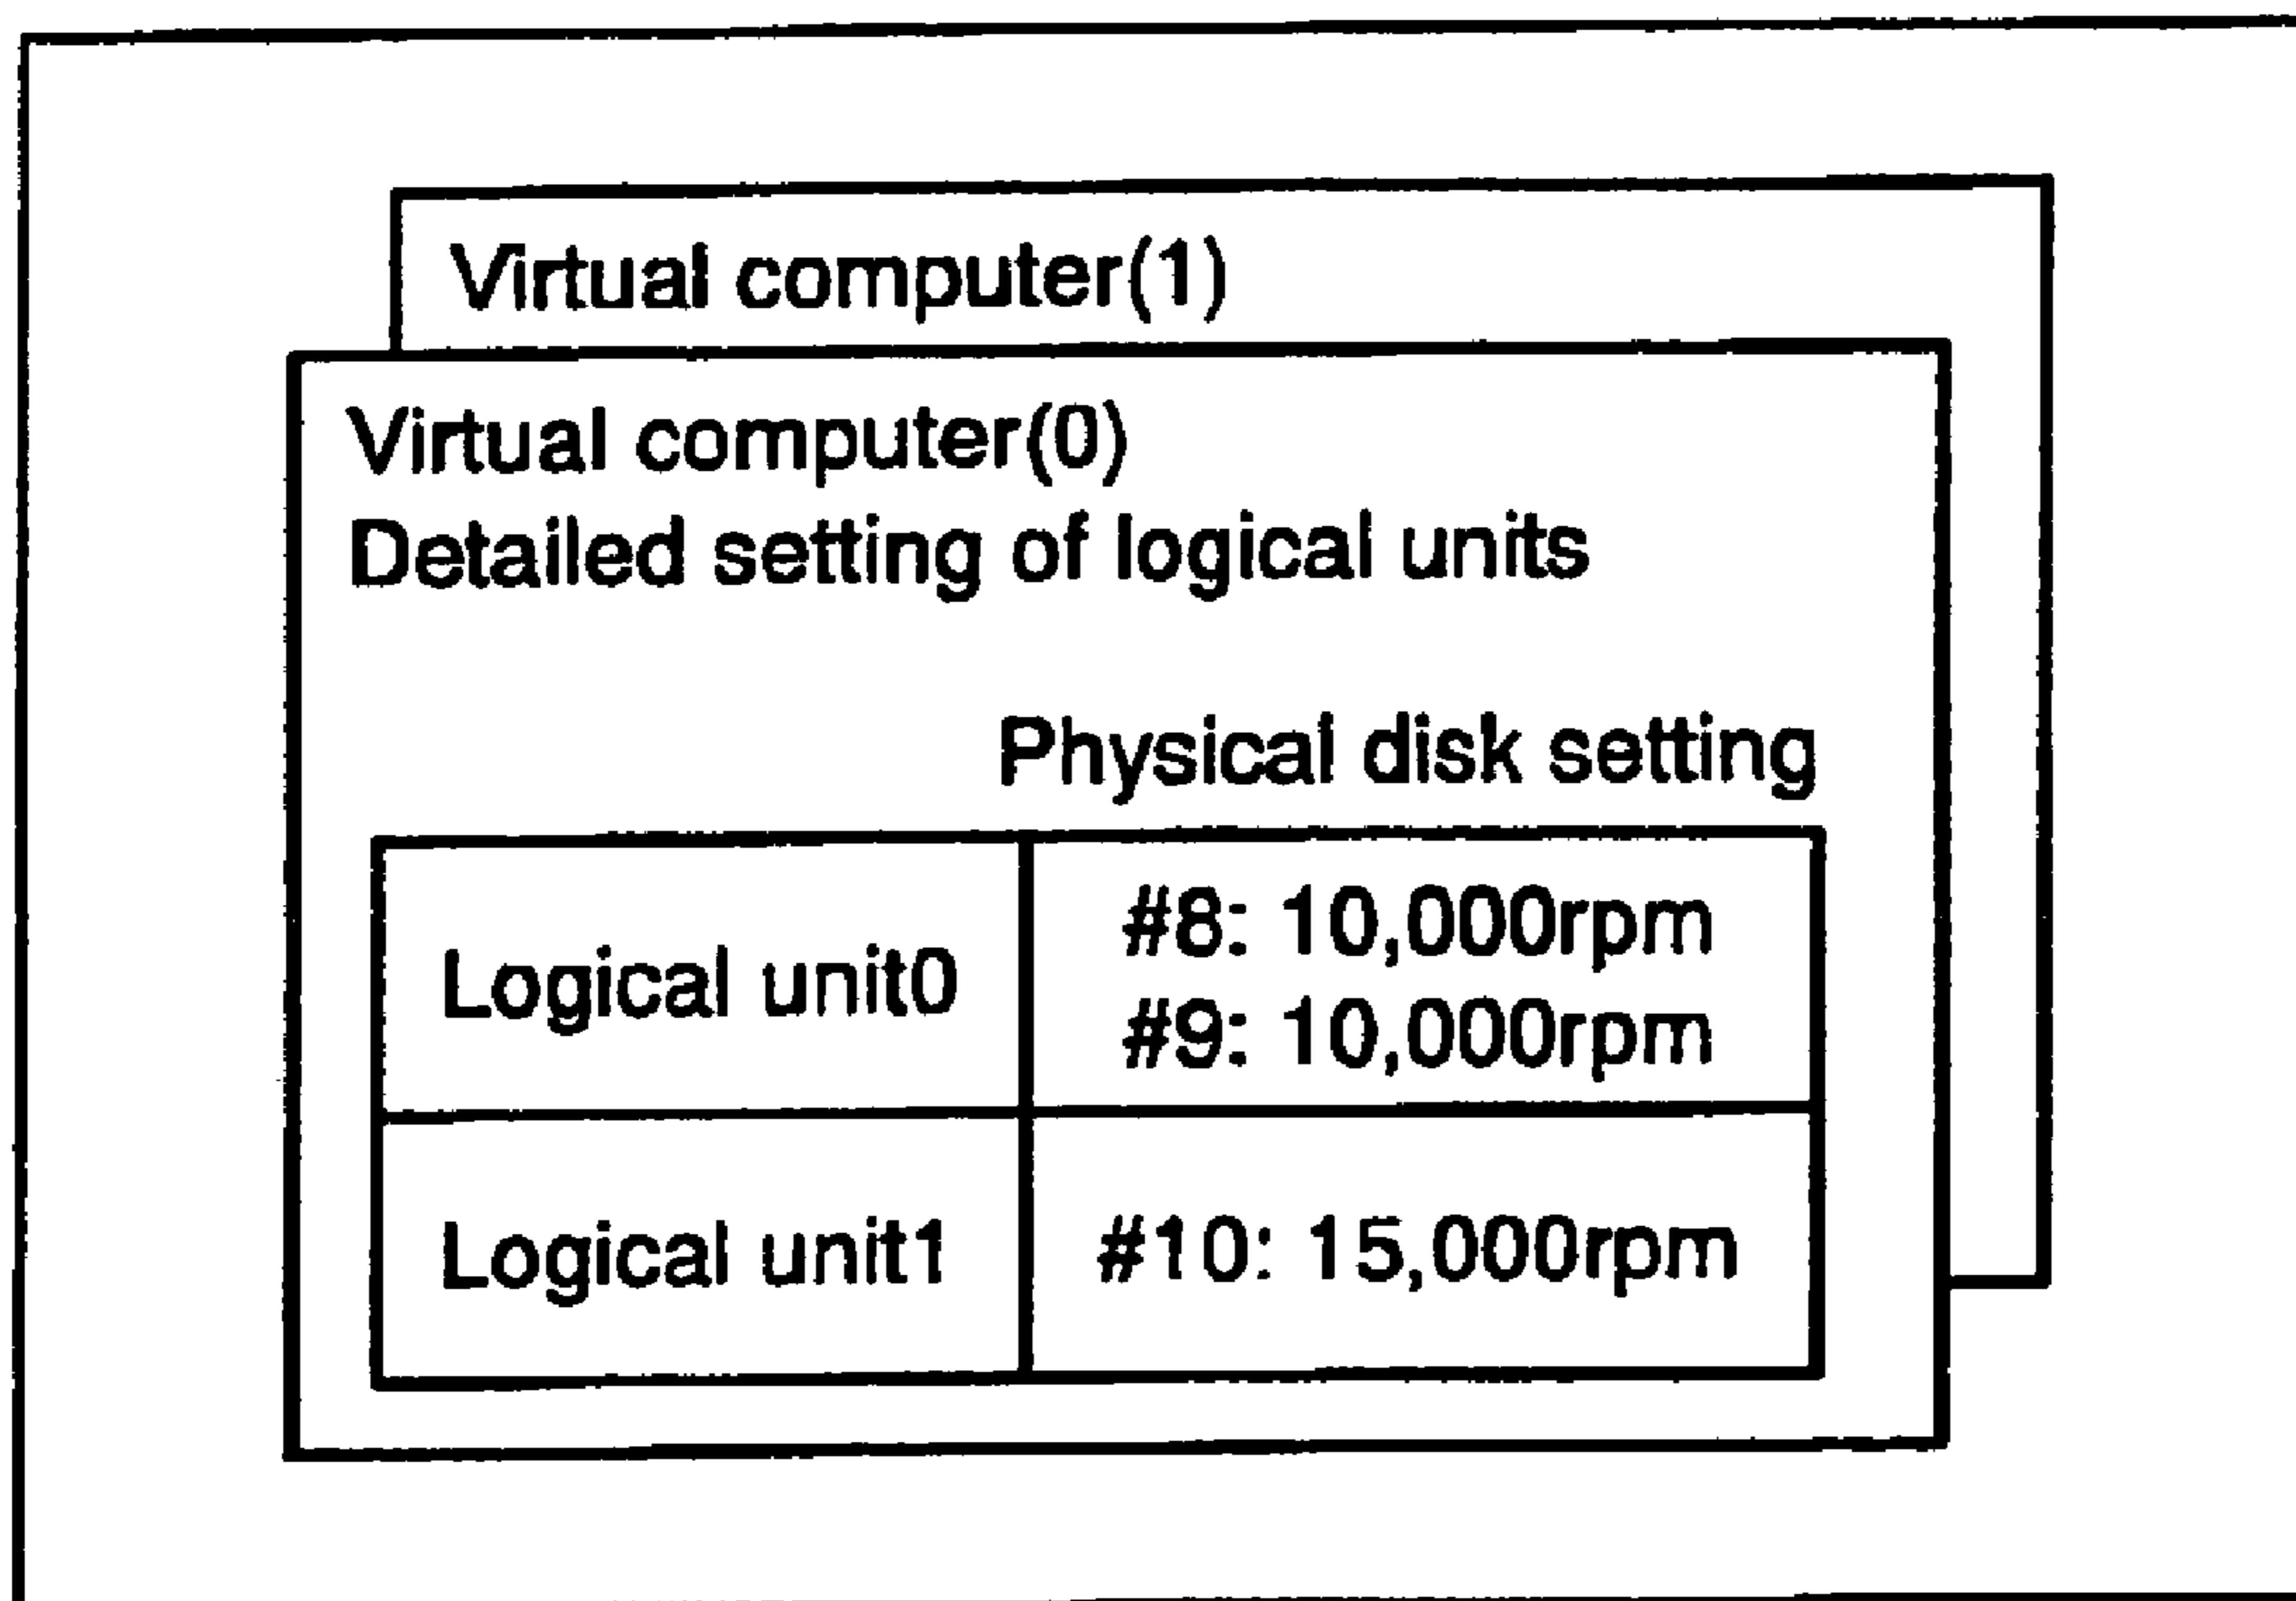 Virtual computer(1)
Virtual computer(0)
Detailed setting of logical units
Physical disk setting
Logical unit0
#8: 10,000rpm
#9: 10,000rpm
Logical unit1
#10: 15,000rpm